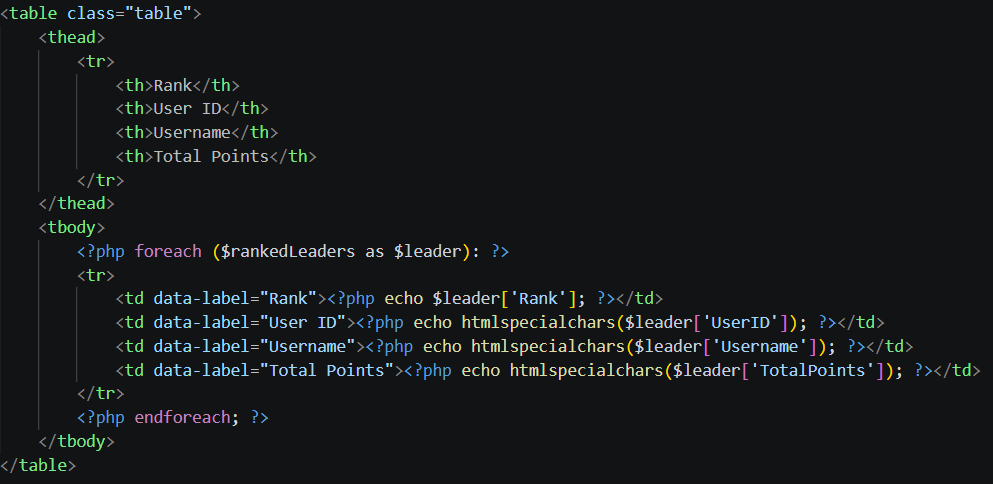 <table class="table">
    <thead>
        <tr>
            <th>Rank</th>
            <th>User ID</th>
            <th>Username</th>
            <th>Total Points</th>
        </tr>
    </thead>
    <tbody>
        <?php foreach ($rankedLeaders as $leader): ?>
        <tr>
            <td data-label="Rank"><?php echo $leader['Rank']; ?></td>
            <td data-label="User ID"><?php echo htmlspecialchars($leader['UserID']); ?></td>
            <td data-label="Username"><?php echo htmlspecialchars($leader['Username']); ?></td>
            <td data-label="Total Points"><?php echo htmlspecialchars($leader['TotalPoints']); ?></td>
        </tr>
        <?php endforeach; ?>
    </tbody>
</table>